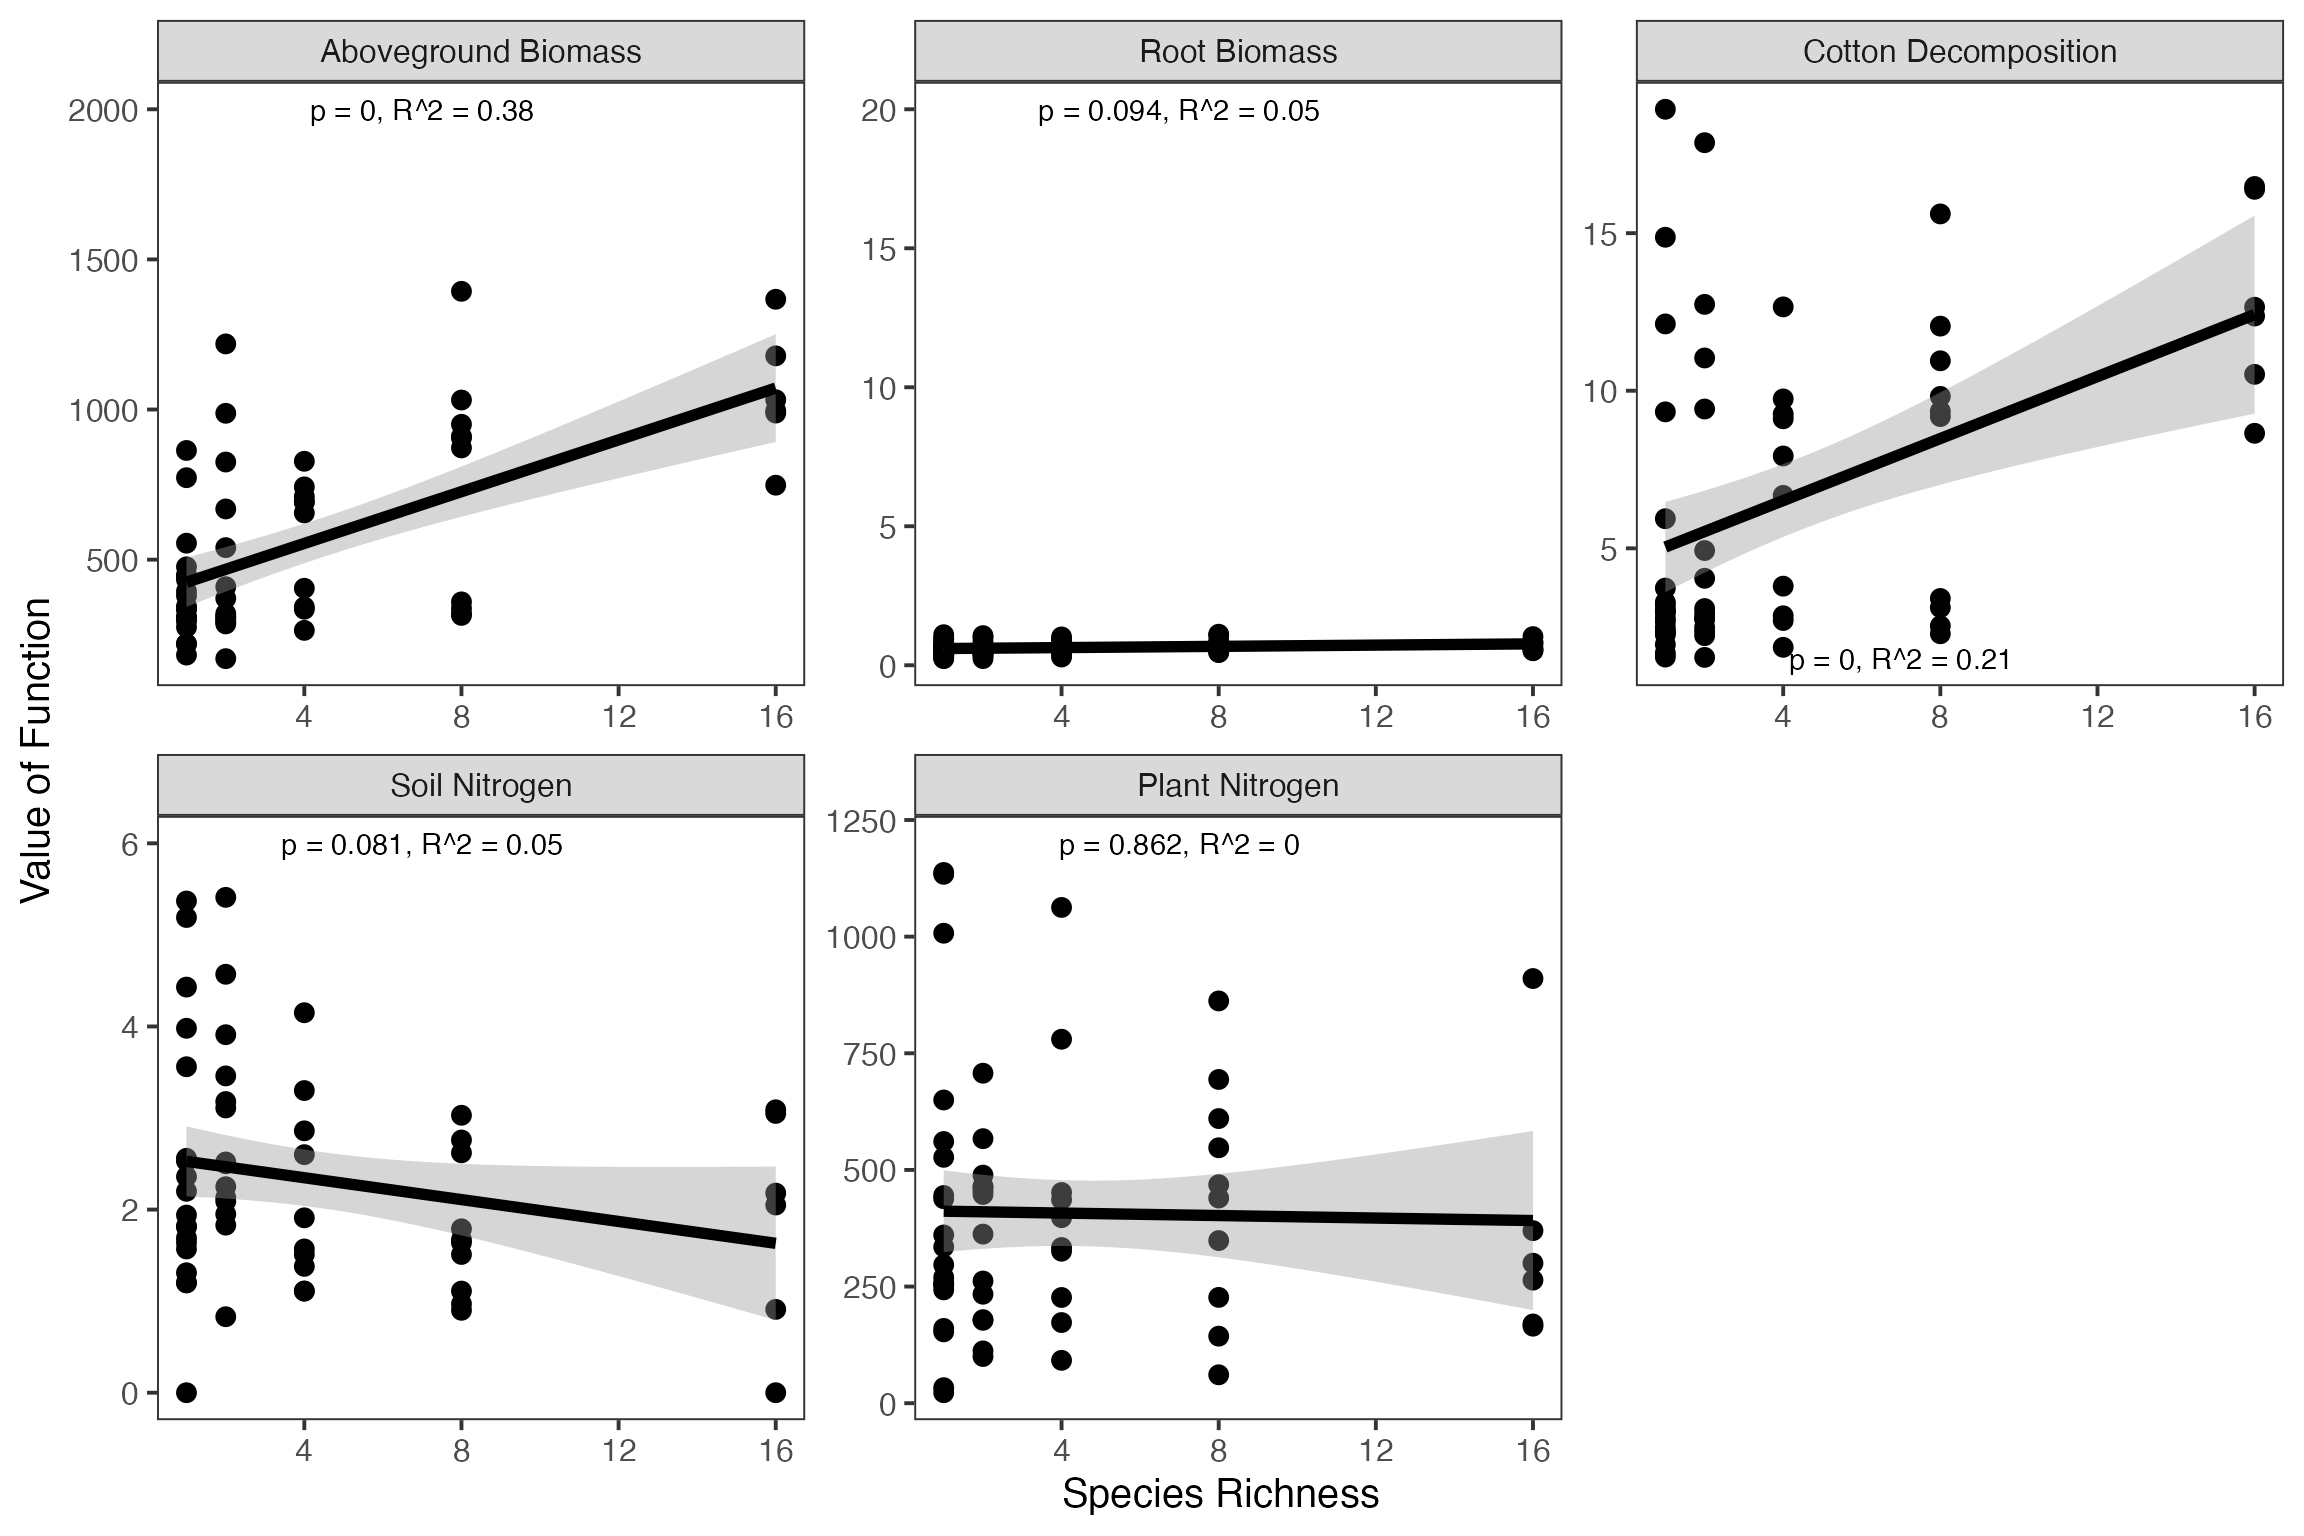 Aboveground Biomass
p = 0, R^2 = 0.38
2000
1500
1000
500
4 8 12 16
Root Biomass
p = 0.094, R^2 = 0.05
20
15
10
5
0
4 8 12 16
Cotton Decomposition
15
10
5
p = 0, R^2 = 0.21
4 8 12 16
Value of Function
Soil Nitrogen
p = 0.081, R^2 = 0.05
6
4
2
0
4 8 12 16
Plant Nitrogen
p = 0.862, R^2 = 0
1250
1000
750
500
250
0
4 8 12 16
Species Richness